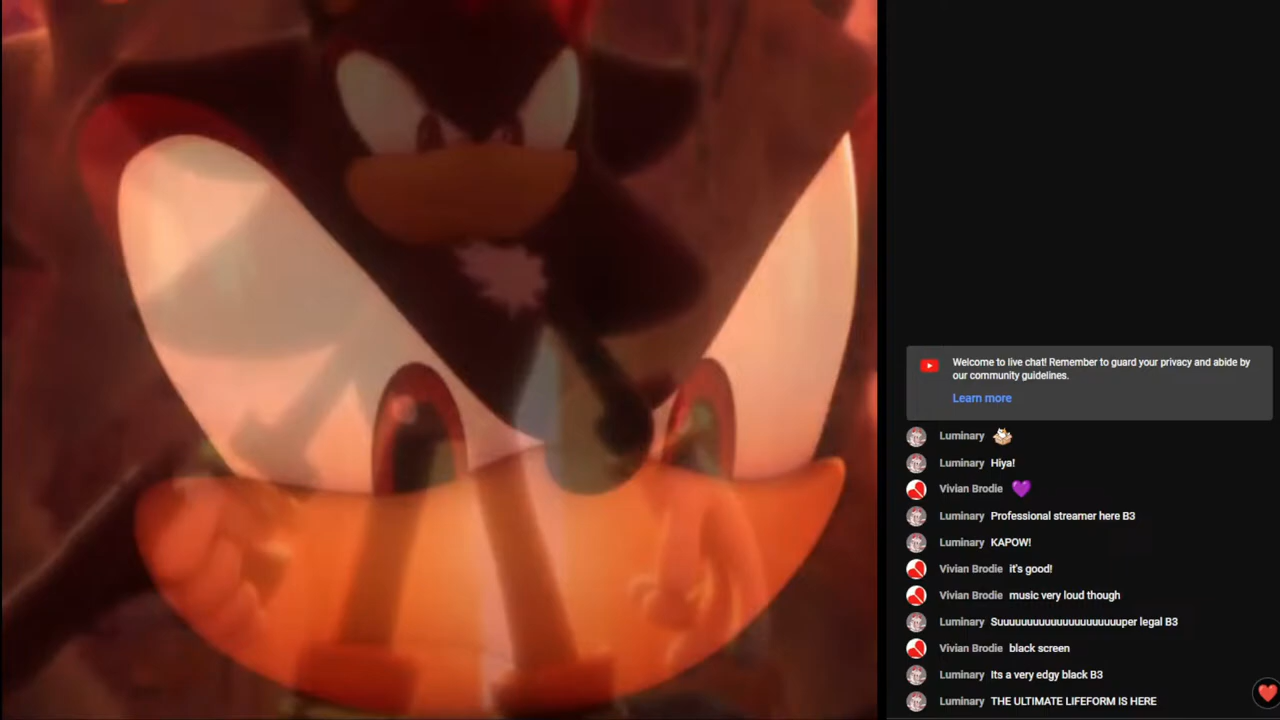 Welcome to live chat! Remember to guard your privacy and abide by
our community guidelines.
Learn more
Luminary
Luminary Hiya!
Vivian Brodie
Luminary Professional streamer here B3
Luminary KAPOW!
Vivian Brodie it's good!
Vivian Brodie music very loud though
Luminary Suuuuuuuuuuuuuuuuuuuuper legal B3
Vivian Brodie black screen
Luminary Its a very edgy black B3
Luminary THE ULTIMATE LIFEFORM IS HERE